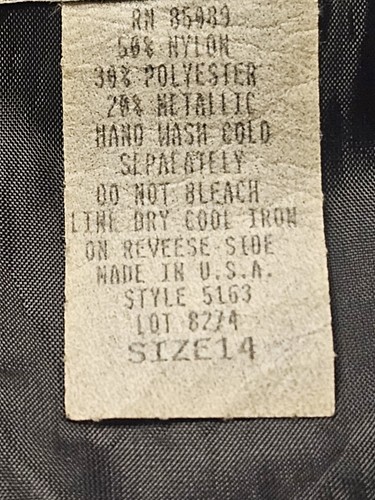 RN 85989
50% NYLON
30% POLYESTER
20% METALLIC
HAND WASH COLD
SEPARATELY
DO NOT BLEACH
LINE DRY COOL IRON
ON REVEESE SIDE
MADE IN U.S.A.
STYLE 5163
LOT 8274
SIZE14